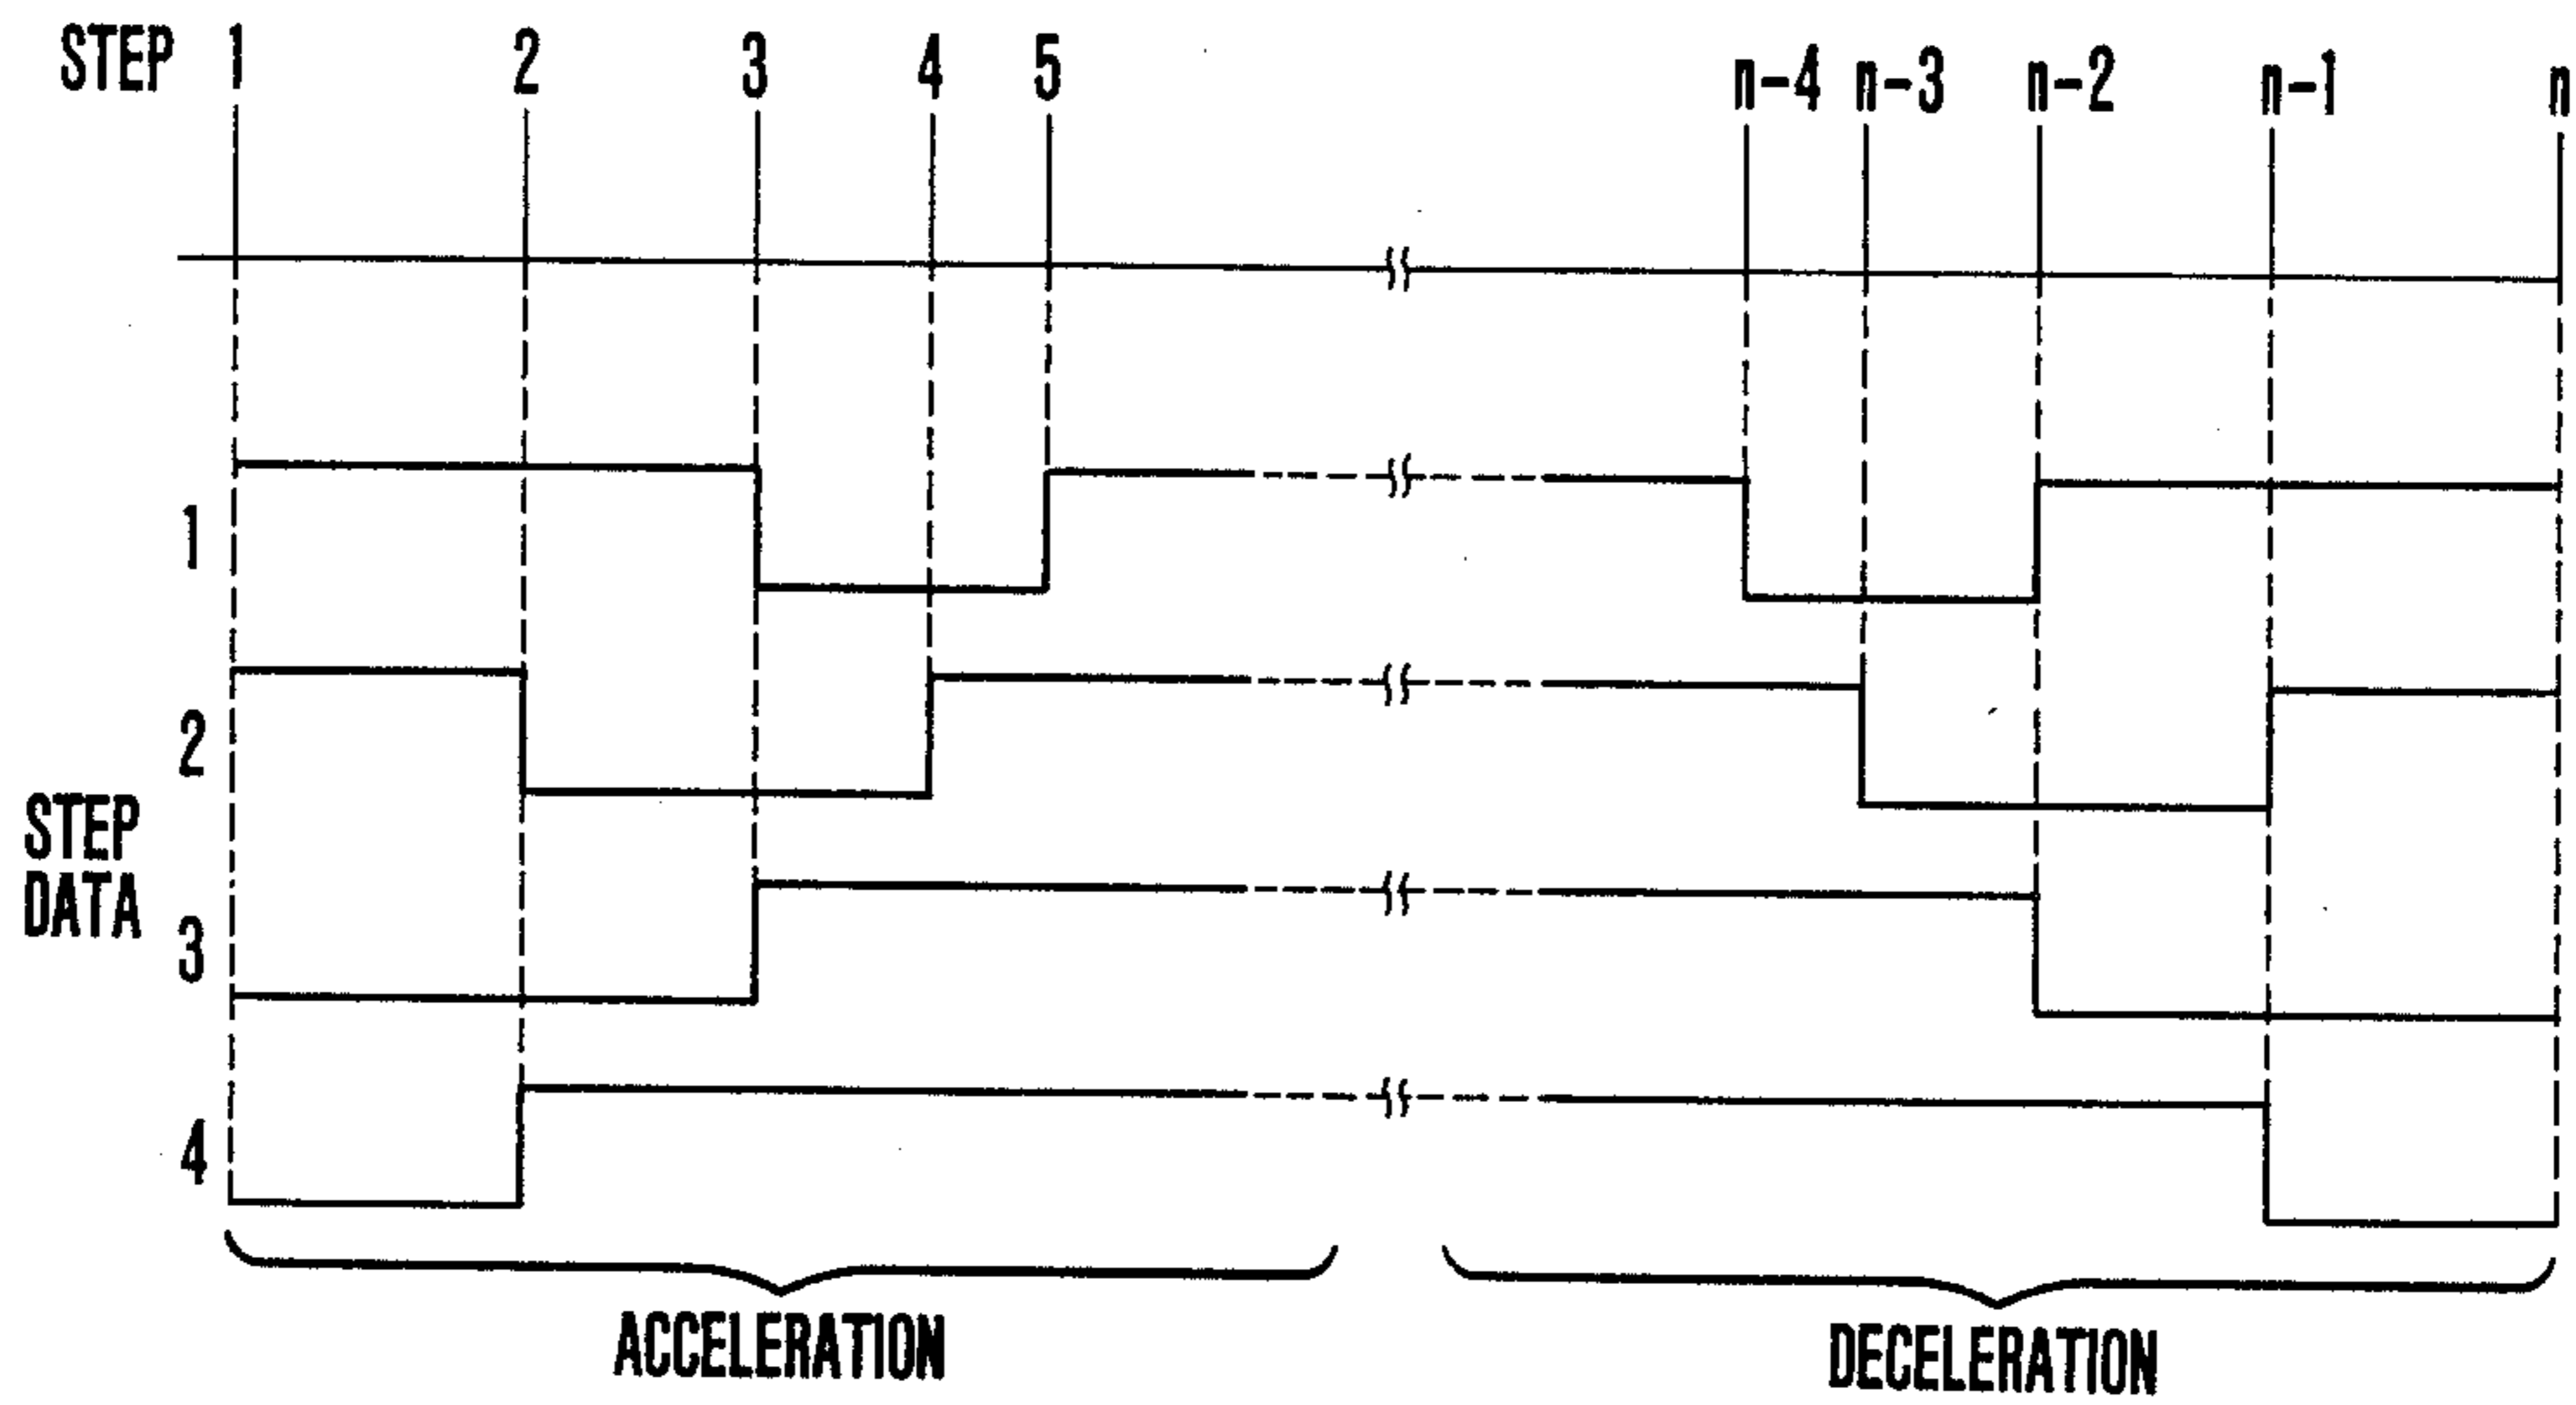 STEP 1 2 3 4 5 n-4 n-3 n-2 n-1 n
1
2
STEP
DATA
3
4
ACCELERATION DECELERATION